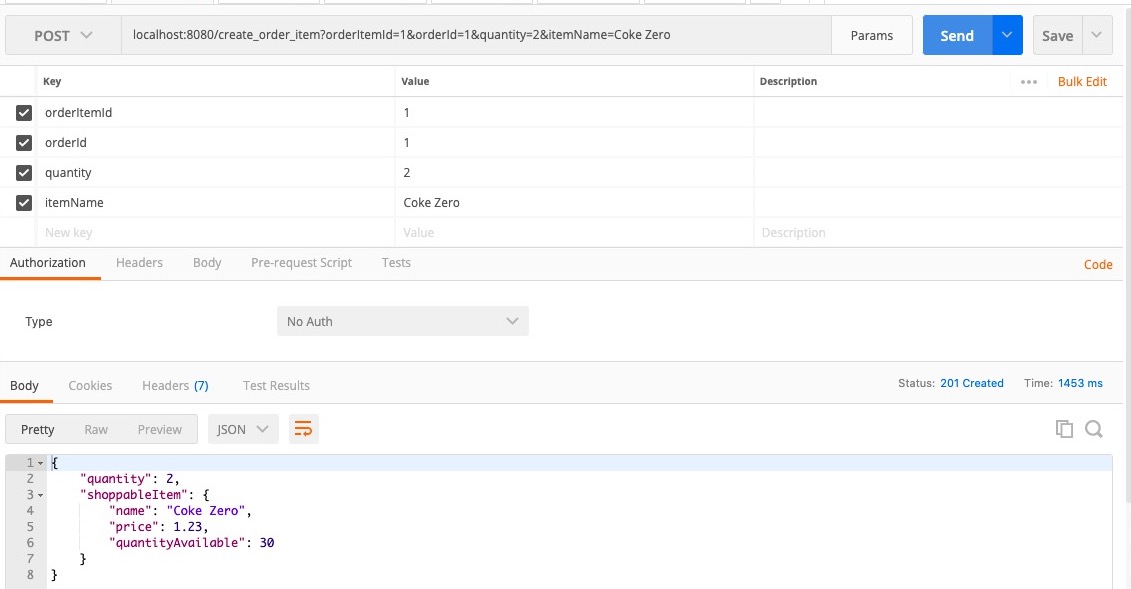 POST localhost:8080/create_order_item?orderItemId=1&orderId=1&quantity=2&itemName=Coke Zero Params Send Save
Key Value Description ••• Bulk Edit
orderItemId 1
orderId 1
quantity 2
itemName Coke Zero
New key Value Description
Authorization Headers Body Pre-request Script Tests Code
Type No Auth
Body Cookies Headers (7) Test Results Status: 201 Created Time: 1453 ms
Pretty Raw Preview JSON
1 {
2 "quantity": 2,
3 "shoppableItem": {
4 "name": "Coke Zero",
5 "price": 1.23,
6 "quantityAvailable": 30
7 }
8 }